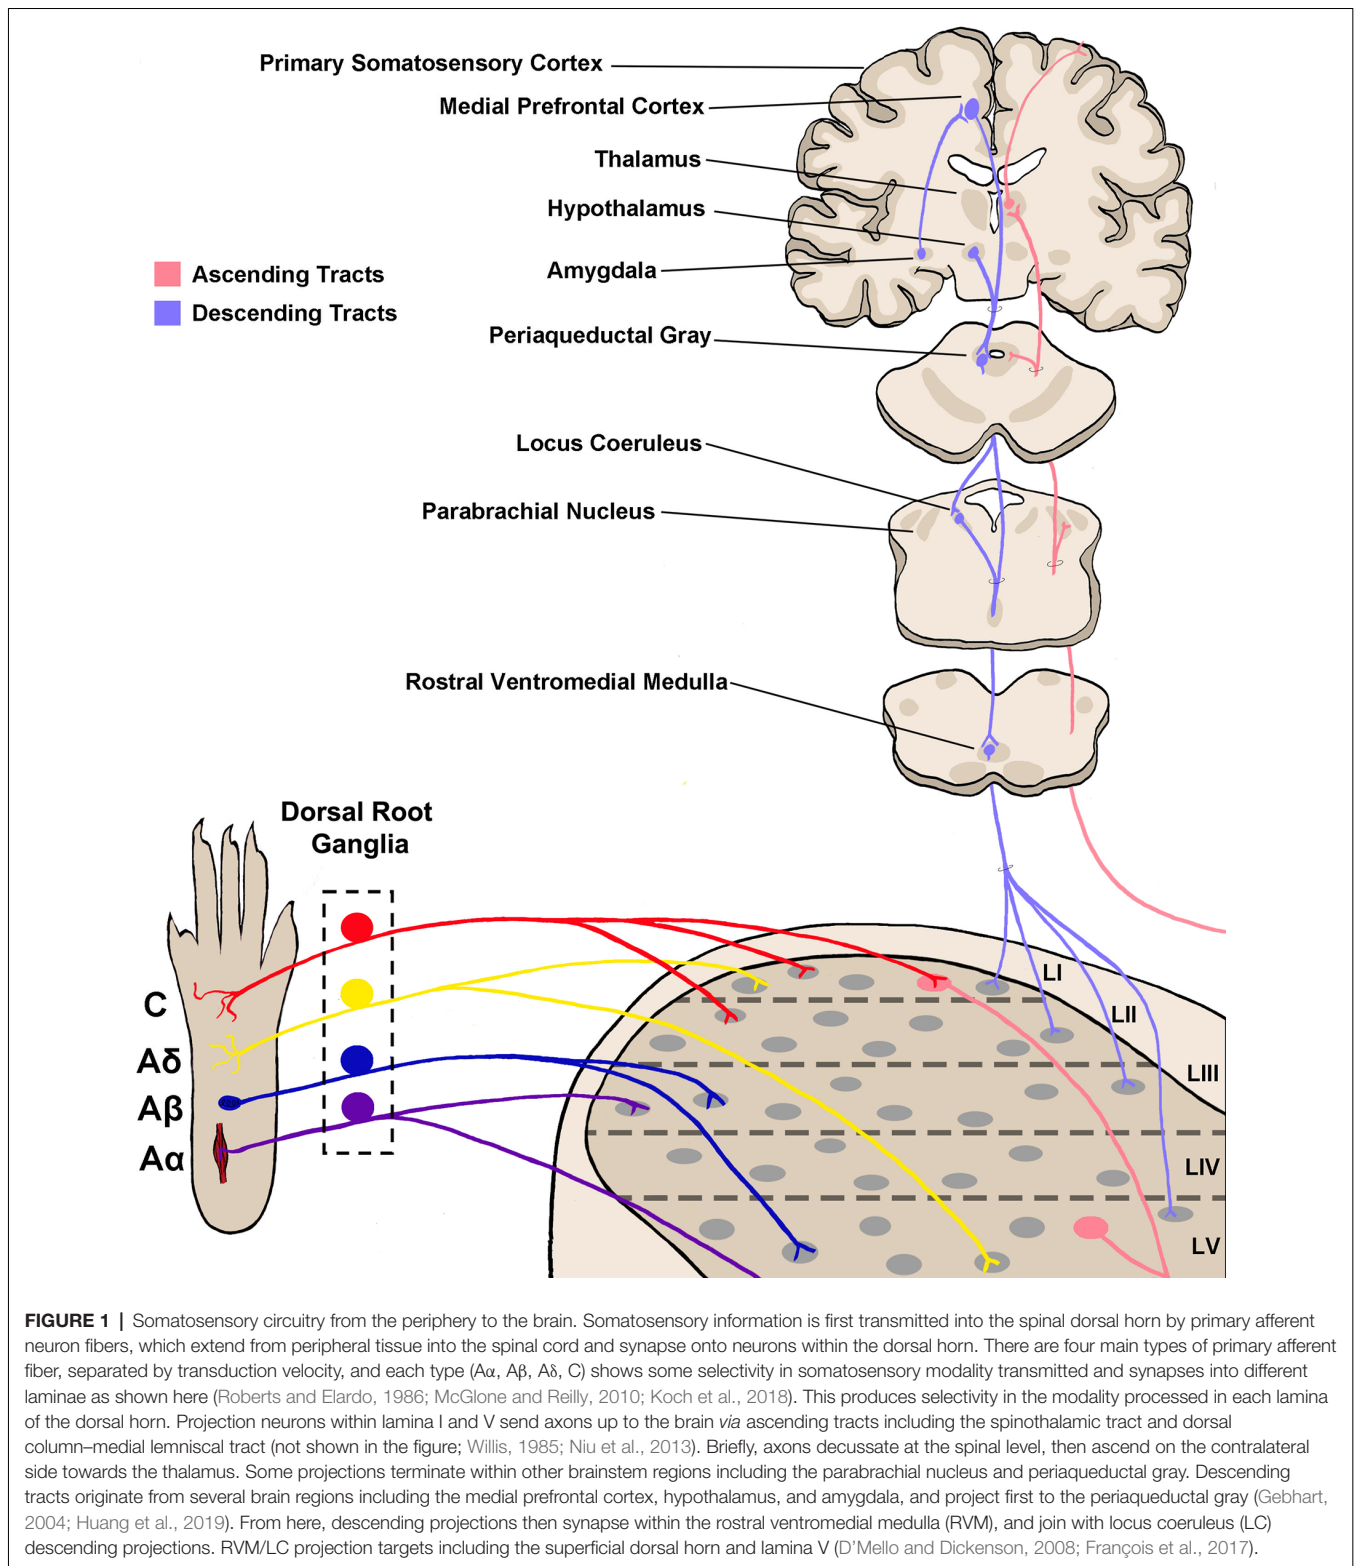 Primary Somatosensory Cortex
Medial Prefrontal Cortex
Thalamus
Hypothalamus
Amygdala
Ascending Tracts
Descending Tracts
Periaqueductal Gray
Locus Coeruleus
Parabrachial Nucleus
Rostral Ventromedial Medulla
Dorsal Root
Ganglia
C
Aδ
Aβ
Aα
LI
LII
LIII
LIV
LV
FIGURE 1 | Somatosensory circuitry from the periphery to the brain. Somatosensory information is first transmitted into the spinal dorsal horn by primary afferent
neuron fibers, which extend from peripheral tissue into the spinal cord and synapse onto neurons within the dorsal horn. There are four main types of primary afferent
fiber, separated by transduction velocity, and each type (Aα, Aβ, Aδ, C) shows some selectivity in somatosensory modality transmitted and synapses into different
laminae as shown here (Roberts and Elardo, 1986; McGlone and Reilly, 2010; Koch et al., 2018). This produces selectivity in the modality processed in each lamina
of the dorsal horn. Projection neurons within lamina I and V send axons up to the brain via ascending tracts including the spinothalamic tract and dorsal
column–medial lemniscal tract (not shown in the figure; Willis, 1985; Niu et al., 2013). Briefly, axons decussate at the spinal level, then ascend on the contralateral
side towards the thalamus. Some projections terminate within other brainstem regions including the parabrachial nucleus and periaqueductal gray. Descending
tracts originate from several brain regions including the medial prefrontal cortex, hypothalamus, and amygdala, and project first to the periaqueductal gray (Gebhart,
2004; Huang et al., 2019). From here, descending projections then synapse within the rostral ventromedial medulla (RVM), and join with locus coeruleus (LC)
descending projections. RVM/LC projection targets including the superficial dorsal horn and lamina V (D'Mello and Dickenson, 2008; François et al., 2017).